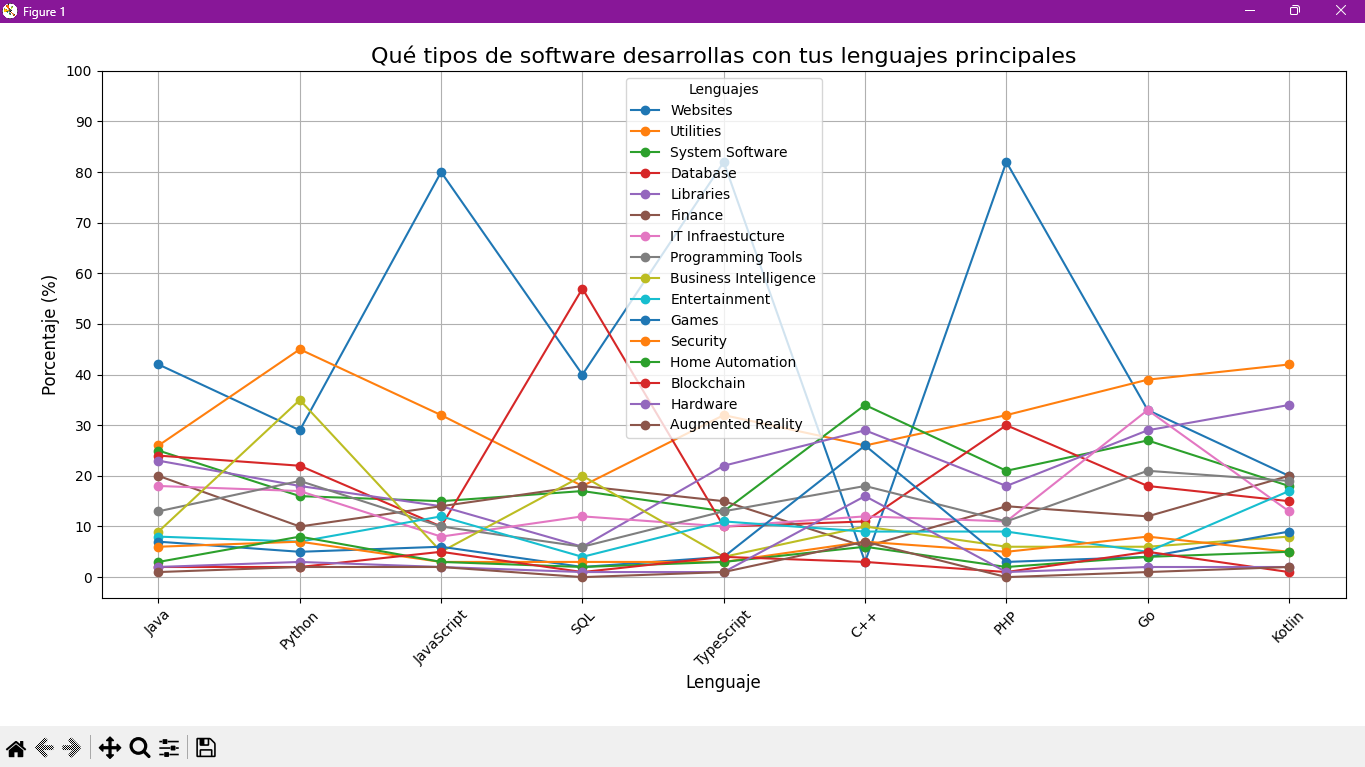 Figure 1
Qué tipos de software desarrollas con tus lenguajes principales
Porcentaje (%)
100
90
80
70
60
50
40
30
20
10
0
Lenguajes
Websites
Utilities
System Software
Database
Libraries
Finance
IT Infraestucture
Programming Tools
Business Intelligence
Entertainment
Games
Security
Home Automation
Blockchain
Hardware
Augmented Reality
Java
Python
JavaScript
SQL
TypeScript
C++
PHP
Go
Kotlin
Lenguaje